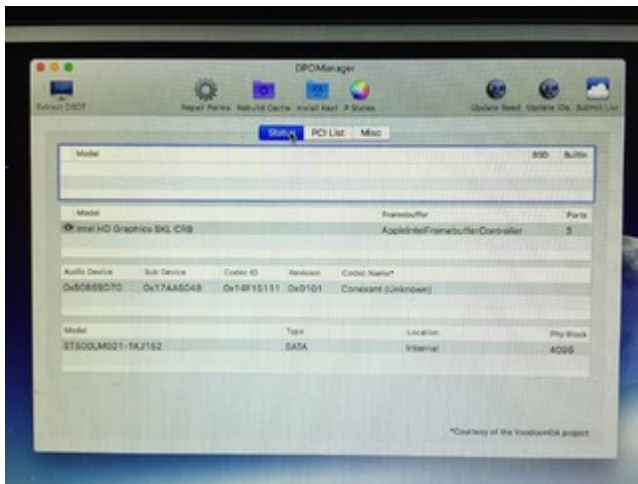 DPCIManager
Extract DSDT Repair Perms Rebuild Cache Install Kext P States Update Seed Update IDs Submit List
Status PCI List Misc
Model BSD Builtin
Model Framebuffer Ports
Intel HD Graphics SKL CRB AppleIntelFramebufferController 3
Audio Device Sub Device Codec ID Revision Codec Name*
0x80869D70 0x17AA5048 0x14F15111 0x0101 Conexant (Unknown)
Model Type Location Phy Block
ST500LM021-1KJ152 SATA Internal 4096
*Courtesy of the VoodooHDA project